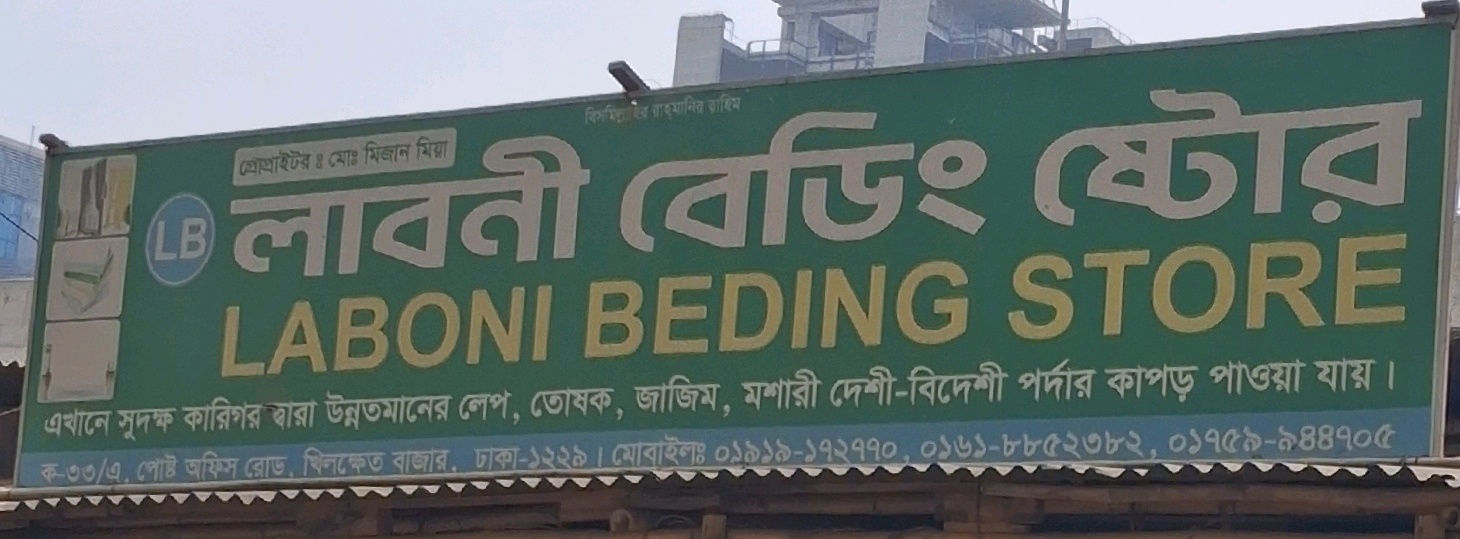 বিসমিল্লাহির রাহমানির রাহিম
প্রোপ্রাইটর ঃ মোঃ মিজান মিয়া
LB
লাবনী বেডিং ষ্টোর
LABONI BEDING STORE
এখানে সুদক্ষ কারিগর দ্বারা উন্নতমানের লেপ, তোষক, জাজিম, মশারী দেশী-বিদেশী পর্দার কাপড় পাওয়া যায়।
ক-৩৩/এ, পোষ্ট অফিস রোড, খিলক্ষেত বাজার, ঢাকা-১২২৯। মোবাইলঃ ০১৯১৯-১৭২৭৭০, ০১৬১-৮৮৫২৩৮২, ০১৭৫৯-৯৪৪৭০৫